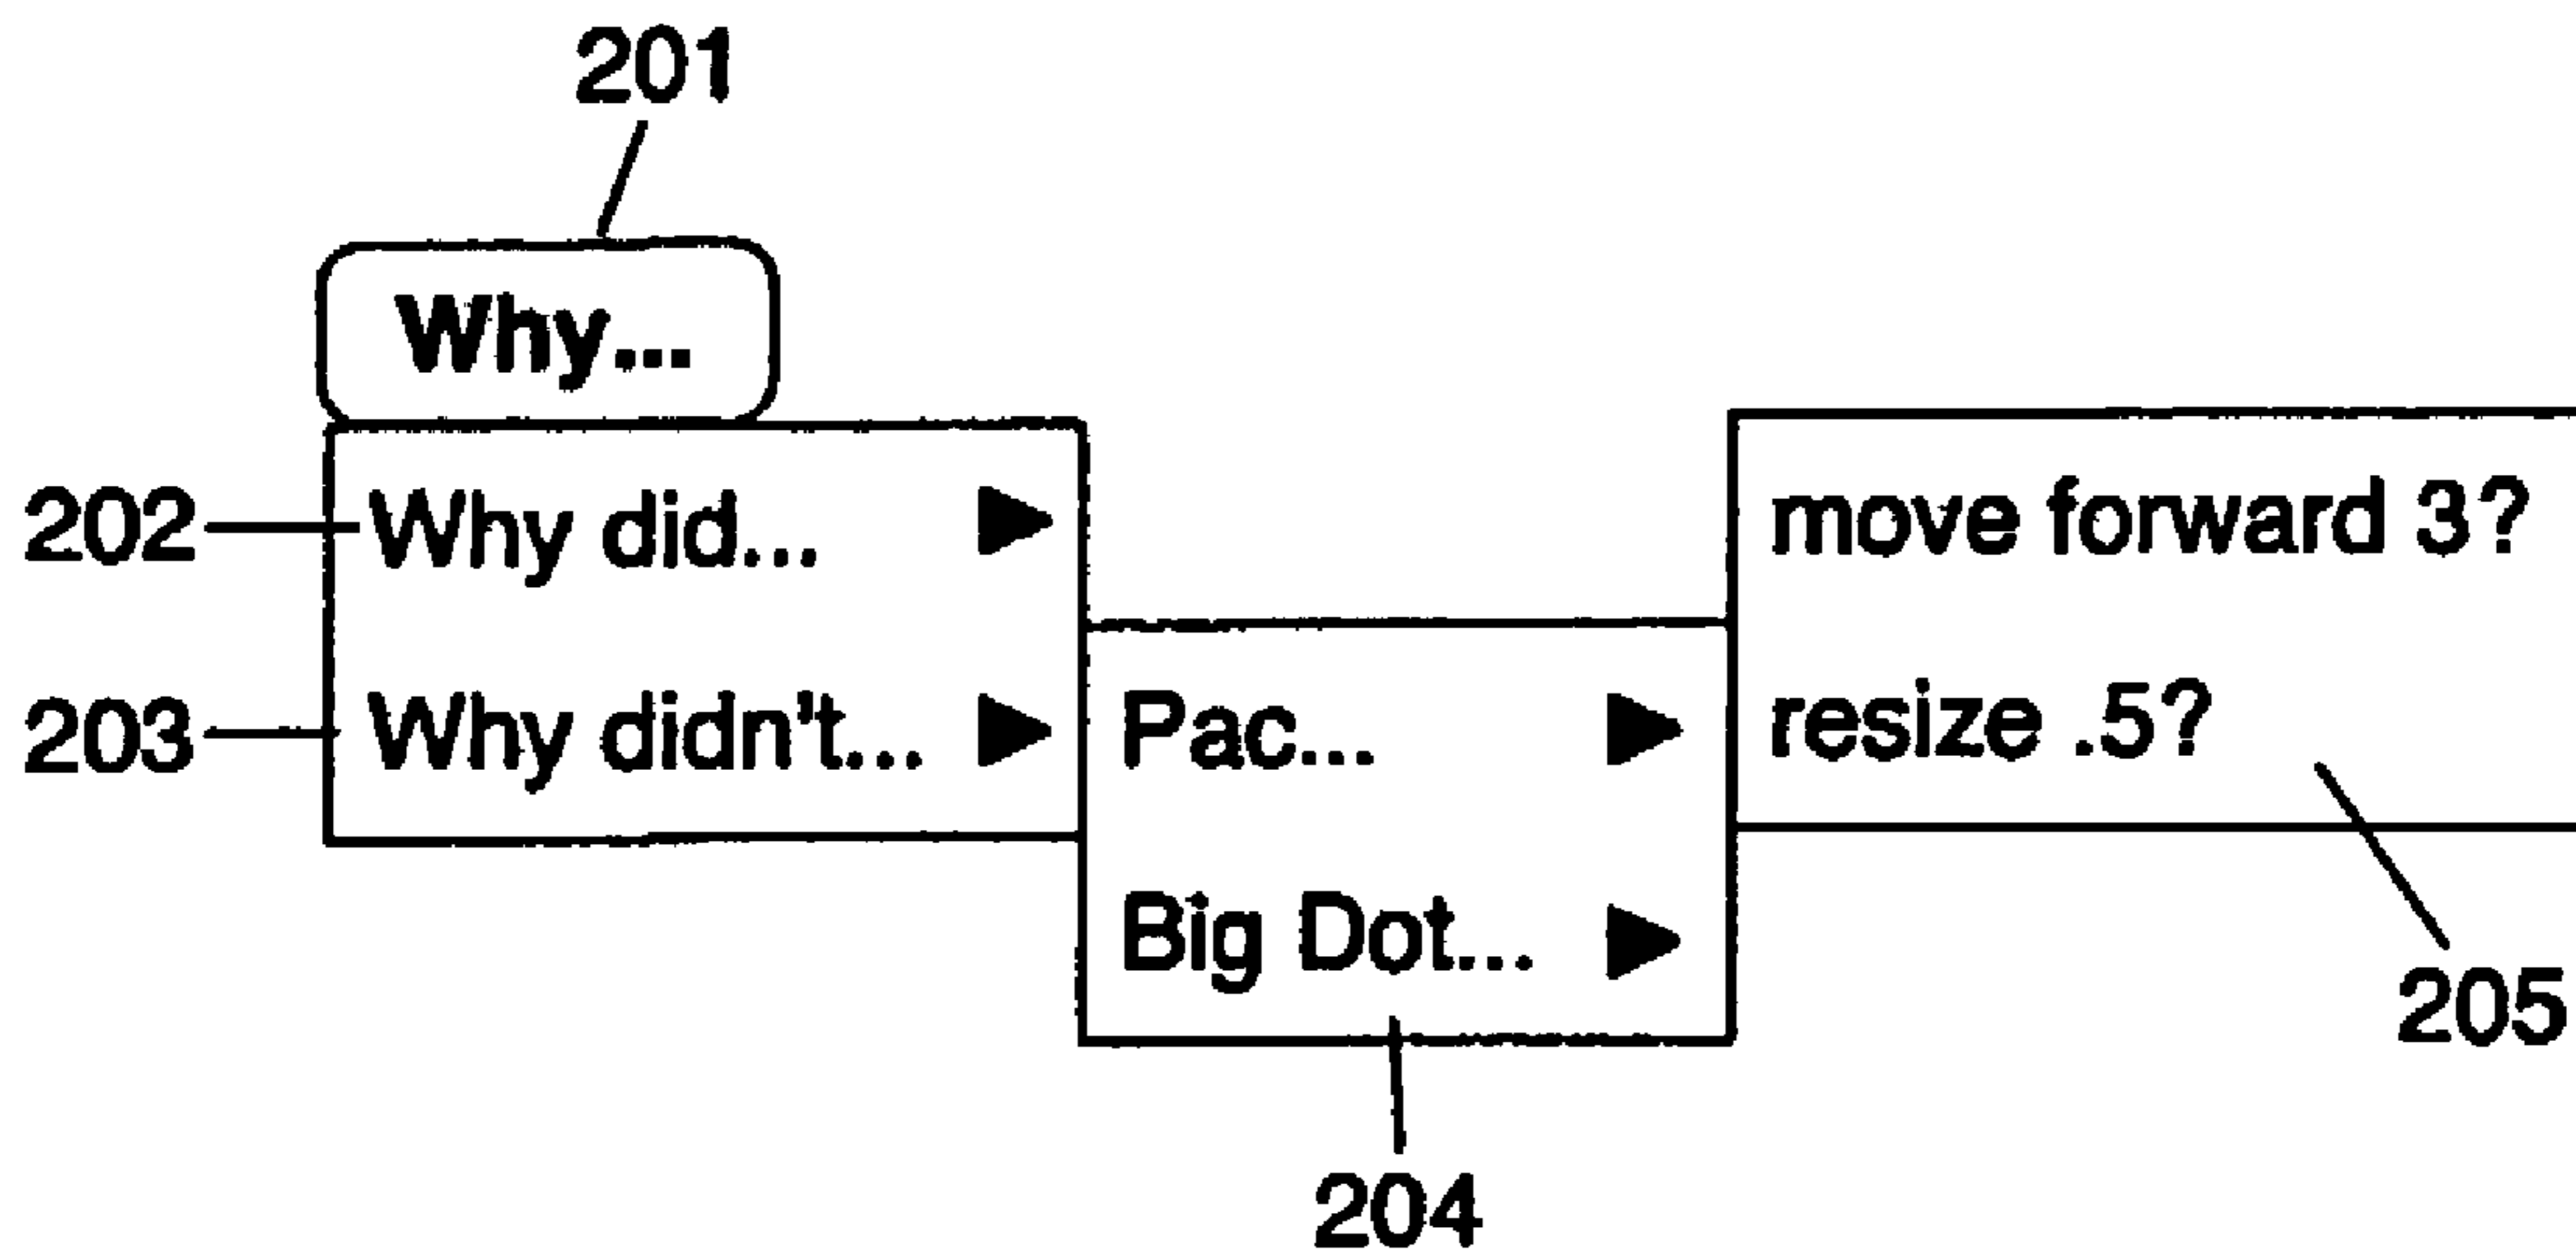 201
Why...
202 Why did... move forward 3?
203 Why didn't... Pac... resize .5?
Big Dot...
205
204